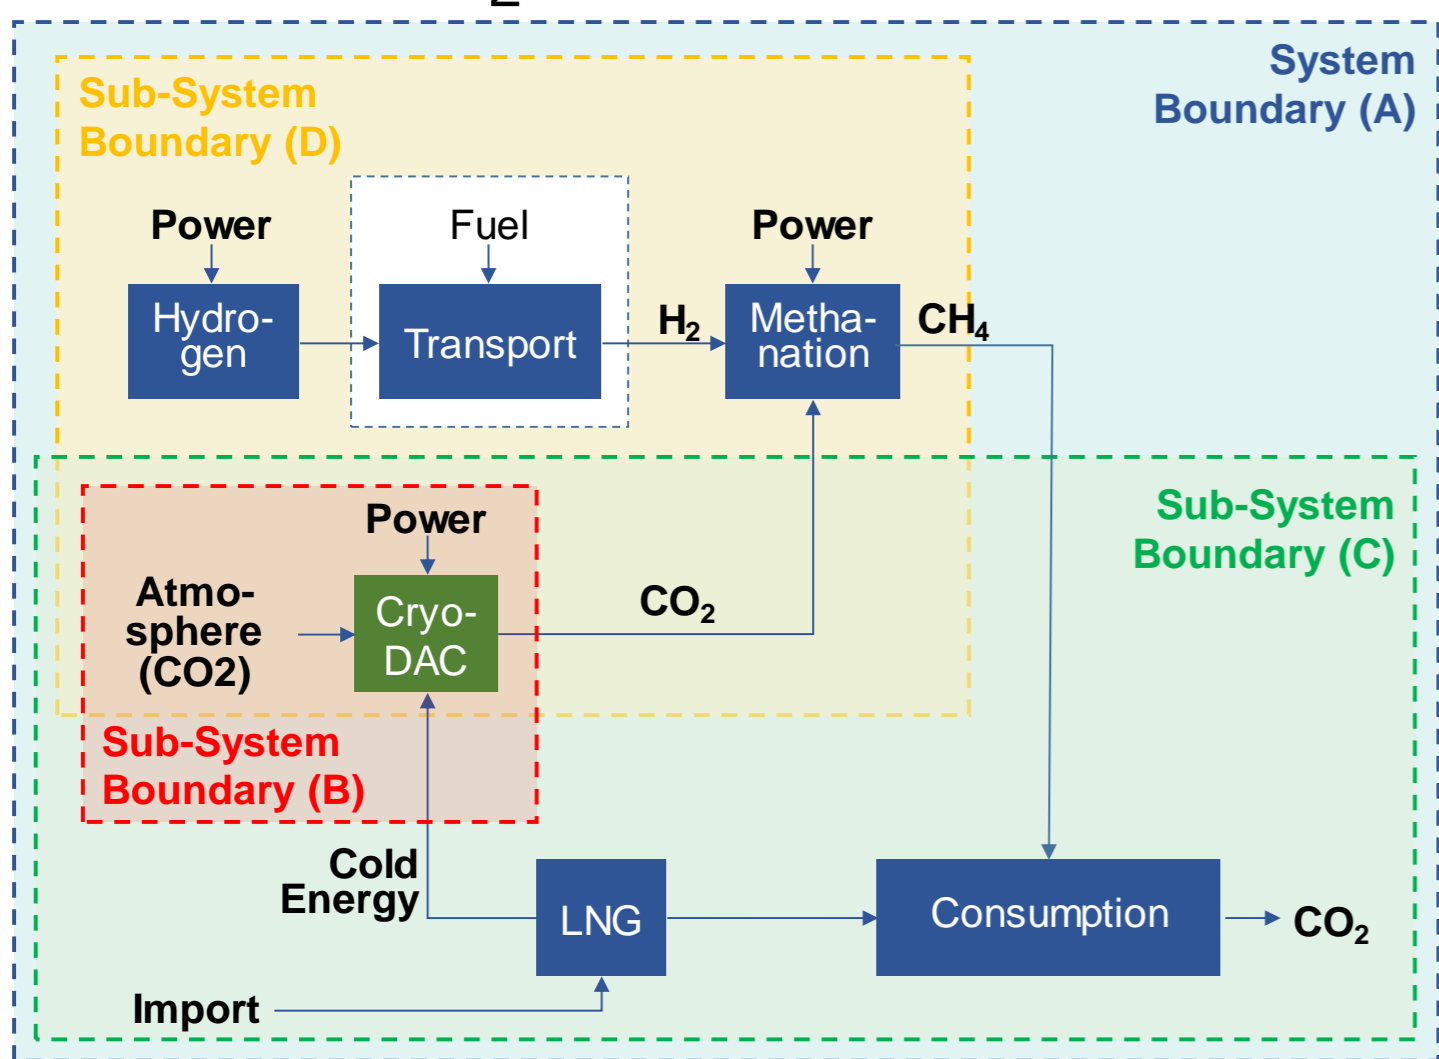 System
Boundary (A)
Sub-System
Boundary (D)
Power
Fuel
Power
Hydro-
gen
Transport
H₂
Metha-
nation
CH₄
Sub-System
Boundary (C)
Power
Atmo-
sphere
(CO2)
Cryo-
DAC
CO₂
Sub-System
Boundary (B)
Cold
Energy
LNG
Consumption
CO₂
Import